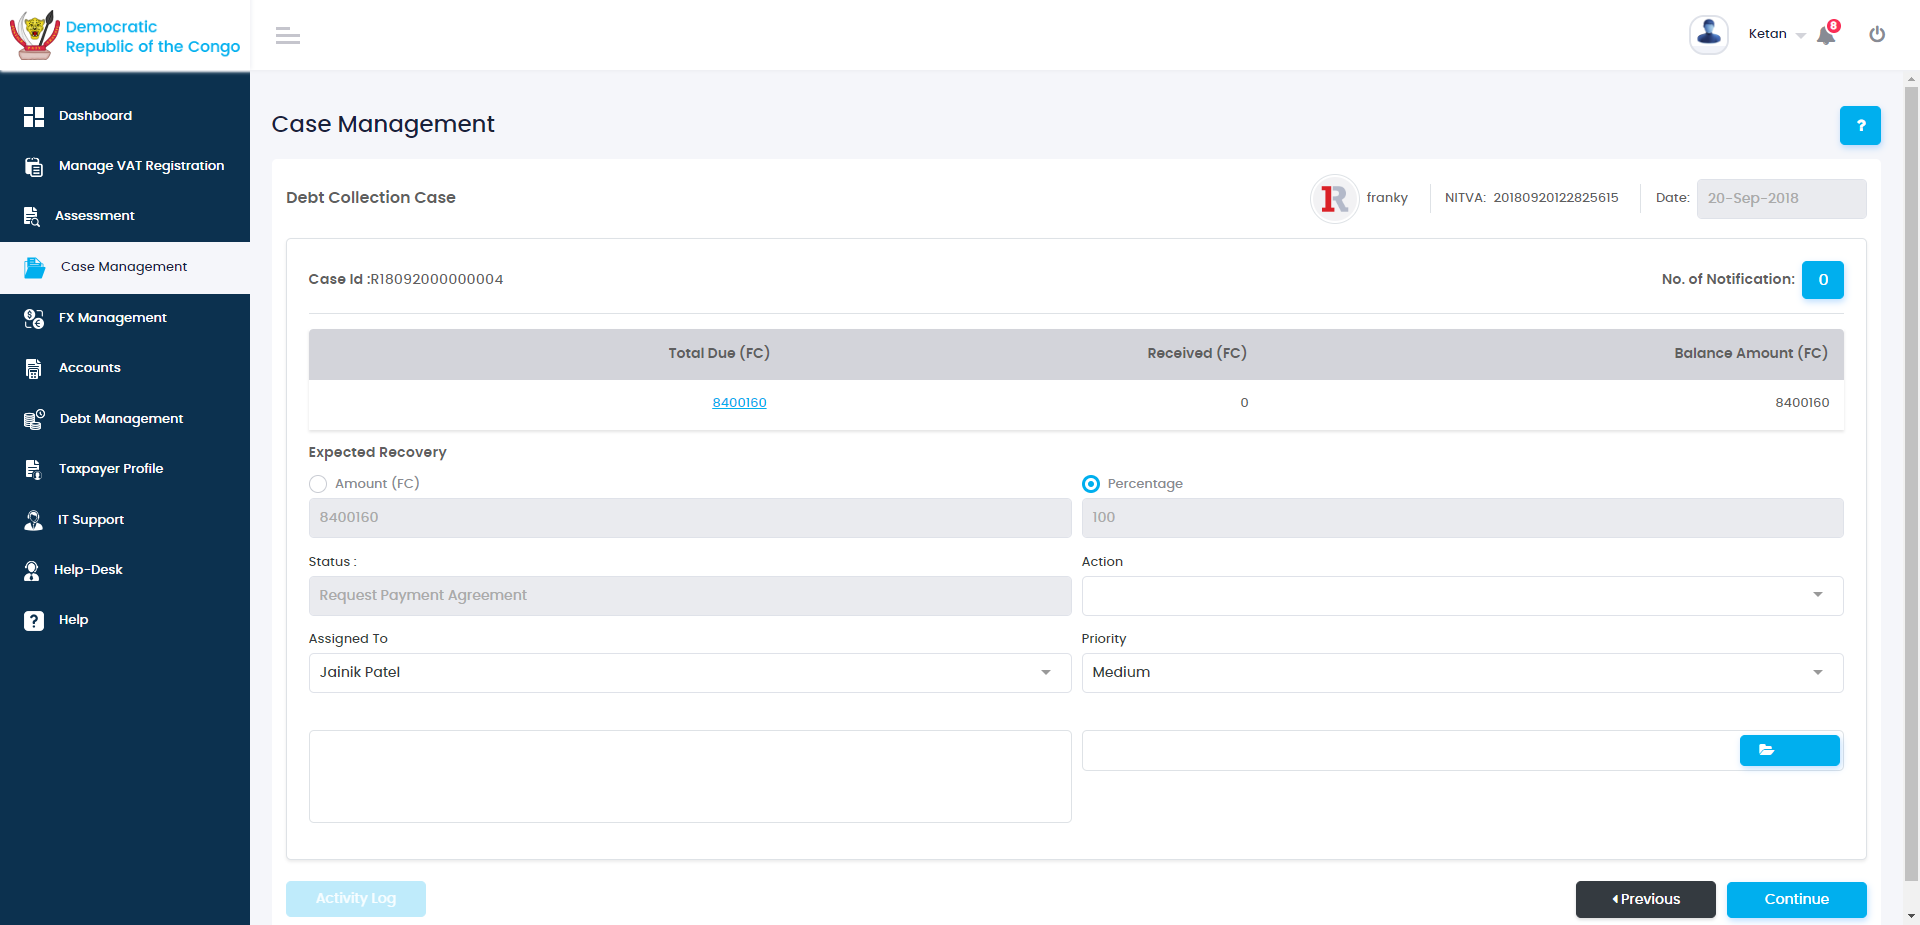 Democratic
Republic of the Congo
Ketan
8
Dashboard
Manage VAT Registration
Assessment
Case Management
FX Management
Accounts
Debt Management
Taxpayer Profile
IT Support
Help-Desk
Help
Case Management
?
Debt Collection Case
1R
franky
NITVA: 20180920122825615
Date: 20-Sep-2018
Case Id :R18092000000004
No. of Notification: 0
Total Due (FC) Received (FC) Balance Amount (FC)
8400160 0 8400160
Expected Recovery
Amount (FC) Percentage
8400160 100
Status : Action
Request Payment Agreement
Assigned To Priority
Jainik Patel Medium
Activity Log Previous Continue